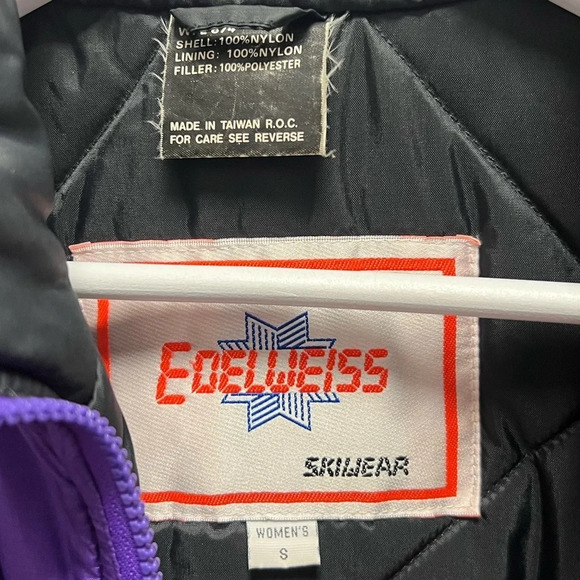 SHELL:100%NYLON
LINING: 100%NYLON
FILLER: 100%POLYESTER
MADE IN TAIWAN R.O.C.
FOR CARE SEE REVERSE
EDELWEISS
SKIWEAR
WOMEN'S
S